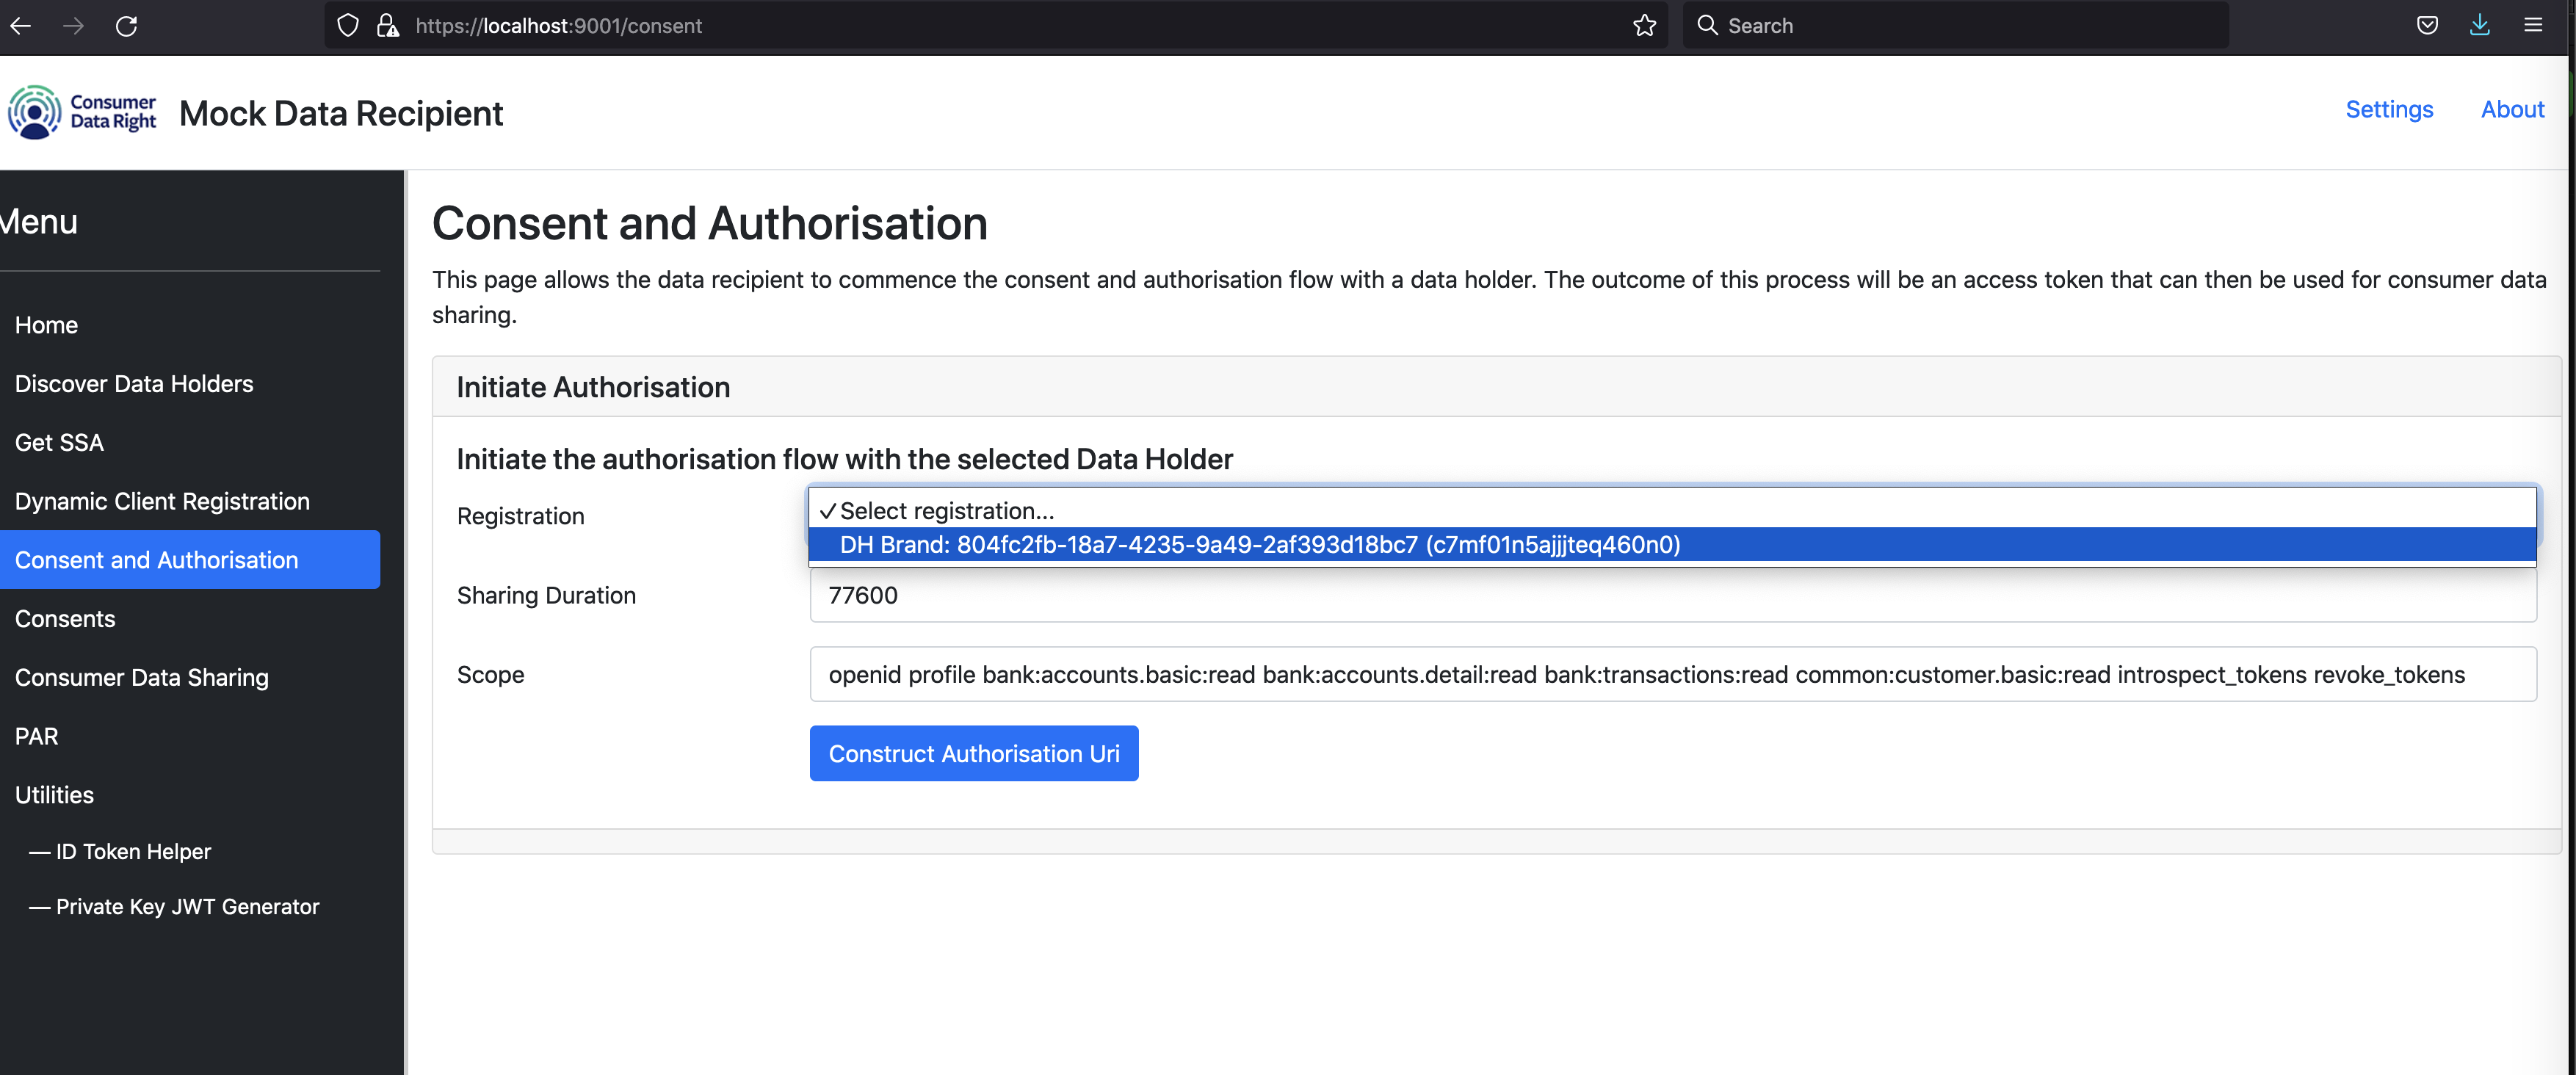 https://localhost:9001/consent
Search
Consumer
Data Right
Mock Data Recipient
Settings
About
Menu
Home
Discover Data Holders
Get SSA
Dynamic Client Registration
Consent and Authorisation
Consents
Consumer Data Sharing
PAR
Utilities
— ID Token Helper
— Private Key JWT Generator
Consent and Authorisation
This page allows the data recipient to commence the consent and authorisation flow with a data holder. The outcome of this process will be an access token that can then be used for consumer data
sharing.
Initiate Authorisation
Initiate the authorisation flow with the selected Data Holder
Registration
✓ Select registration...
DH Brand: 804fc2fb-18a7-4235-9a49-2af393d18bc7 (c7mf01n5ajjjteq460n0)
Sharing Duration
77600
Scope
openid profile bank:accounts.basic:read bank:accounts.detail:read bank:transactions:read common:customer.basic:read introspect_tokens revoke_tokens
Construct Authorisation Uri